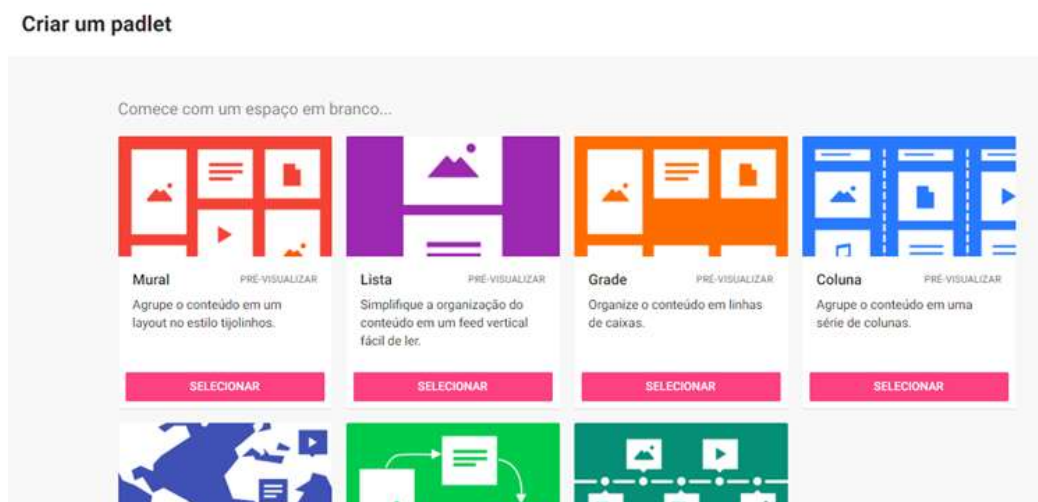 Criar um padlet
Comece com um espaço em branco...
Mural PRÉ-VISUALIZAR
Agrupe o conteúdo em um
layout no estilo tijolinhos.
SELECIONAR
Lista PRÉ-VISUALIZAR
Simplifique a organização do
conteúdo em um feed vertical
fácil de ler.
SELECIONAR
Grade PRÉ-VISUALIZAR
Organize o conteúdo em linhas
de caixas.
SELECIONAR
Coluna PRÉ-VISUALIZAR
Agrupe o conteúdo em uma
série de colunas.
SELECIONAR